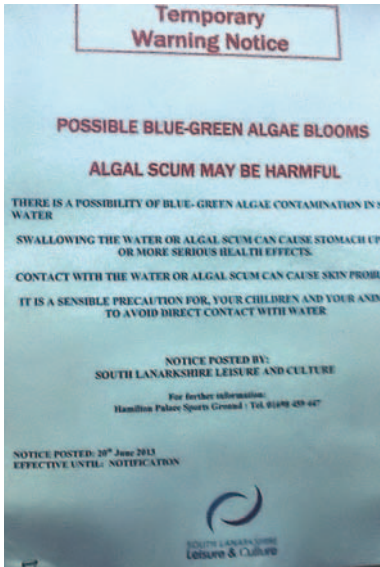 Temporary
Warning Notice
POSSIBLE BLUE-GREEN ALGAE BLOOMS
ALGAL SCUM MAY BE HARMFUL
THERE IS A POSSIBILITY OF BLUE- GREEN ALGAE CONTAMINATION IN
WATER
SWALLOWING THE WATER OR ALGAL SCUM CAN CAUSE STOMACH UP
OR MORE SERIOUS HEALTH EFFECTS.
CONTACT WITH THE WATER OR ALGAL SCUM CAN CAUSE SKIN
IT IS A SENSIBLE PRECAUTION FOR, YOUR CHILDREN AND YOUR
TO AVOID DIRECT CONTACT WITH WATER
NOTICE POSTED BY:
SOUTH LANARKSHIRE LEISURE AND CULTURE
For further information:
Hamilton Palace Sports Ground : Tel. 01698 459 447
NOTICE POSTED: 20th June 2013
EFFECTIVE UNTIL: NOTIFICATION
SOUTH LANARKSHIRE
Leisure & Culture